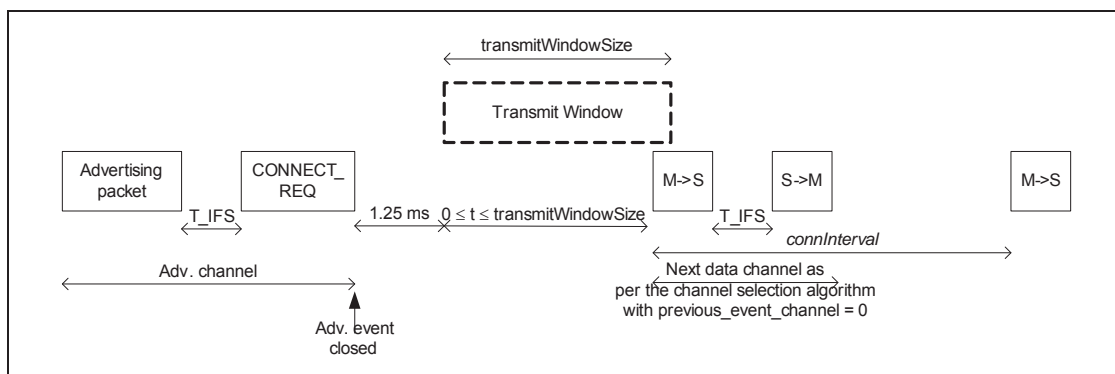 transmitWindowSize
Transmit Window
Advertising
packet
CONNECT_
REQ
M->S
S->M
M->S
T_IFS
1.25 ms
0 ≤ t ≤ transmitWindowSize
T_IFS
connInterval
Adv. channel
Next data channel as
per the channel selection algorithm
with previous_event_channel = 0
Adv. event
closed